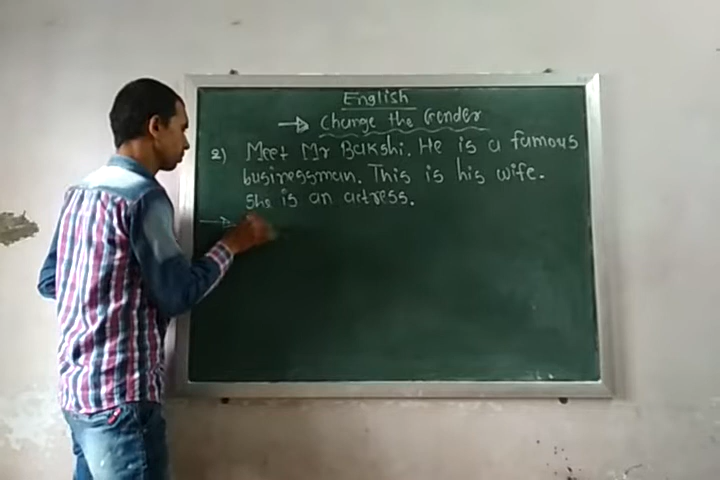 English
→ Change the Gender
2) Meet Mr Bakshi. He is a famous
businessman. This is his wife.
She is an actress.
→